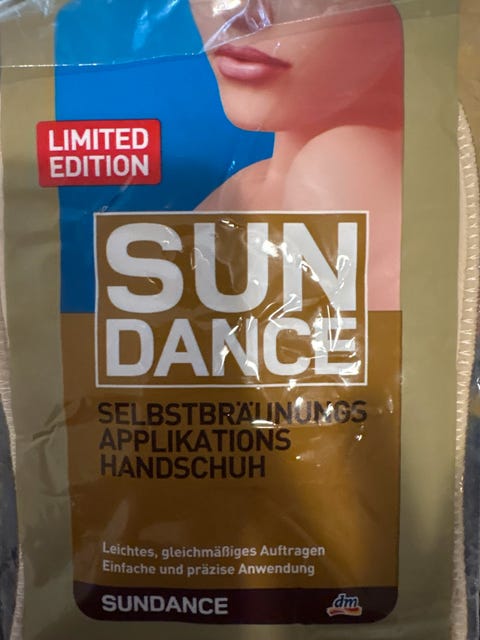 LIMITED
EDITION
SUN
DANCE
SELBSTBRÄUNUNGS
APPLIKATIONS
HANDSCHUH
Leichtes, gleichmäßiges Auftragen
Einfache und präzise Anwendung
SUNDANCE
dm